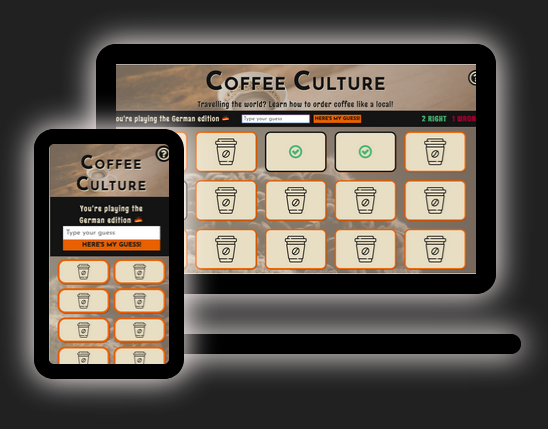 Coffee Culture
Travelling the world? Learn how to order coffee like a local!
ou're playing the German edition
Type your guess
HERE'S MY GUESS!
2 RIGHT
1 WRON
?
Coffee
Culture
?
You're playing the
German edition
Type your guess
HERE'S MY GUESS!